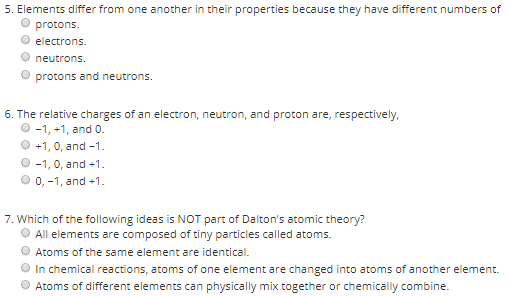 5. Elements differ from one another in their properties because they have different numbers of
protons.
electrons.
neutrons.
protons and neutrons.
6. The relative charges of an electron, neutron, and proton are, respectively,
−1, +1, and 0.
+1, 0, and −1.
−1, 0, and +1.
0, −1, and +1.
7. Which of the following ideas is NOT part of Dalton's atomic theory?
All elements are composed of tiny particles called atoms.
Atoms of the same element are identical.
In chemical reactions, atoms of one element are changed into atoms of another element.
Atoms of different elements can physically mix together or chemically combine.